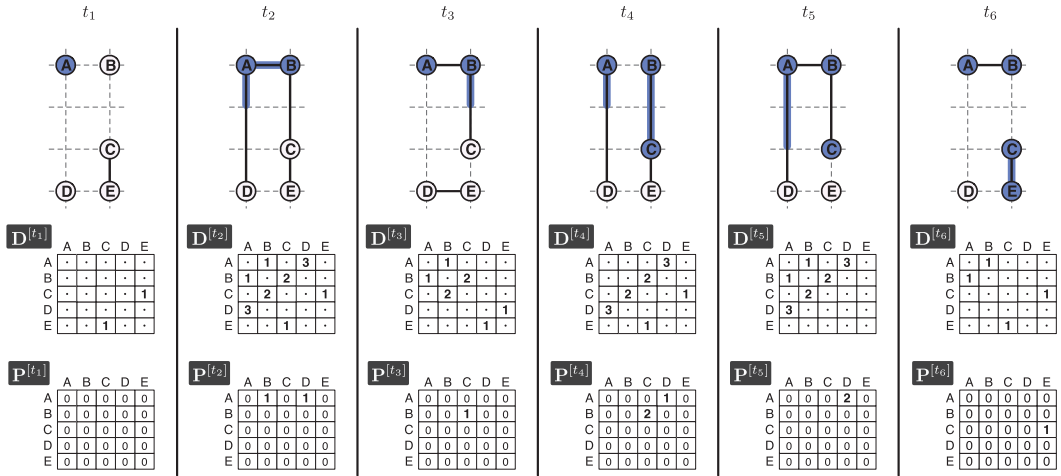 t₁
A B
C
D E
D[t₁]
A B C D E
A · · · · ·
B · · · · ·
C · · · · 1
D · · · · ·
E · · 1 · ·
P[t₁]
A B C D E
A 0 0 0 0 0
B 0 0 0 0 0
C 0 0 0 0 0
D 0 0 0 0 0
E 0 0 0 0 0
t₂
A B
C
D E
D[t₂]
A B C D E
A · 1 · 3 ·
B 1 · 2 · ·
C · 2 · · 1
D 3 · · · ·
E · · 1 · ·
P[t₂]
A B C D E
A 0 1 0 1 0
B 0 0 0 0 0
C 0 0 0 0 0
D 0 0 0 0 0
E 0 0 0 0 0
t₃
A B
C
D E
D[t₃]
A B C D E
A · 1 · · ·
B 1 · 2 · ·
C · 2 · · ·
D · · · · 1
E · · · 1 ·
P[t₃]
A B C D E
A 0 0 0 0 0
B 0 0 1 0 0
C 0 0 0 0 0
D 0 0 0 0 0
E 0 0 0 0 0
t₄
A B
C
D E
D[t₄]
A B C D E
A · · · 3 ·
B · · 2 · ·
C · 2 · · 1
D 3 · · · ·
E · · 1 · ·
P[t₄]
A B C D E
A 0 0 0 1 0
B 0 0 2 0 0
C 0 0 0 0 0
D 0 0 0 0 0
E 0 0 0 0 0
t₅
A B
C
D E
D[t₅]
A B C D E
A · 1 · 3 ·
B 1 · 2 · ·
C · 2 · · ·
D 3 · · · ·
E · · · · ·
P[t₅]
A B C D E
A 0 0 0 2 0
B 0 0 0 0 0
C 0 0 0 0 0
D 0 0 0 0 0
E 0 0 0 0 0
t₆
A B
C
D E
D[t₆]
A B C D E
A · 1 · · ·
B 1 · · · ·
C · · · · 1
D · · · · ·
E · · 1 · ·
P[t₆]
A B C D E
A 0 0 0 0 0
B 0 0 0 0 0
C 0 0 0 0 1
D 0 0 0 0 0
E 0 0 0 0 0